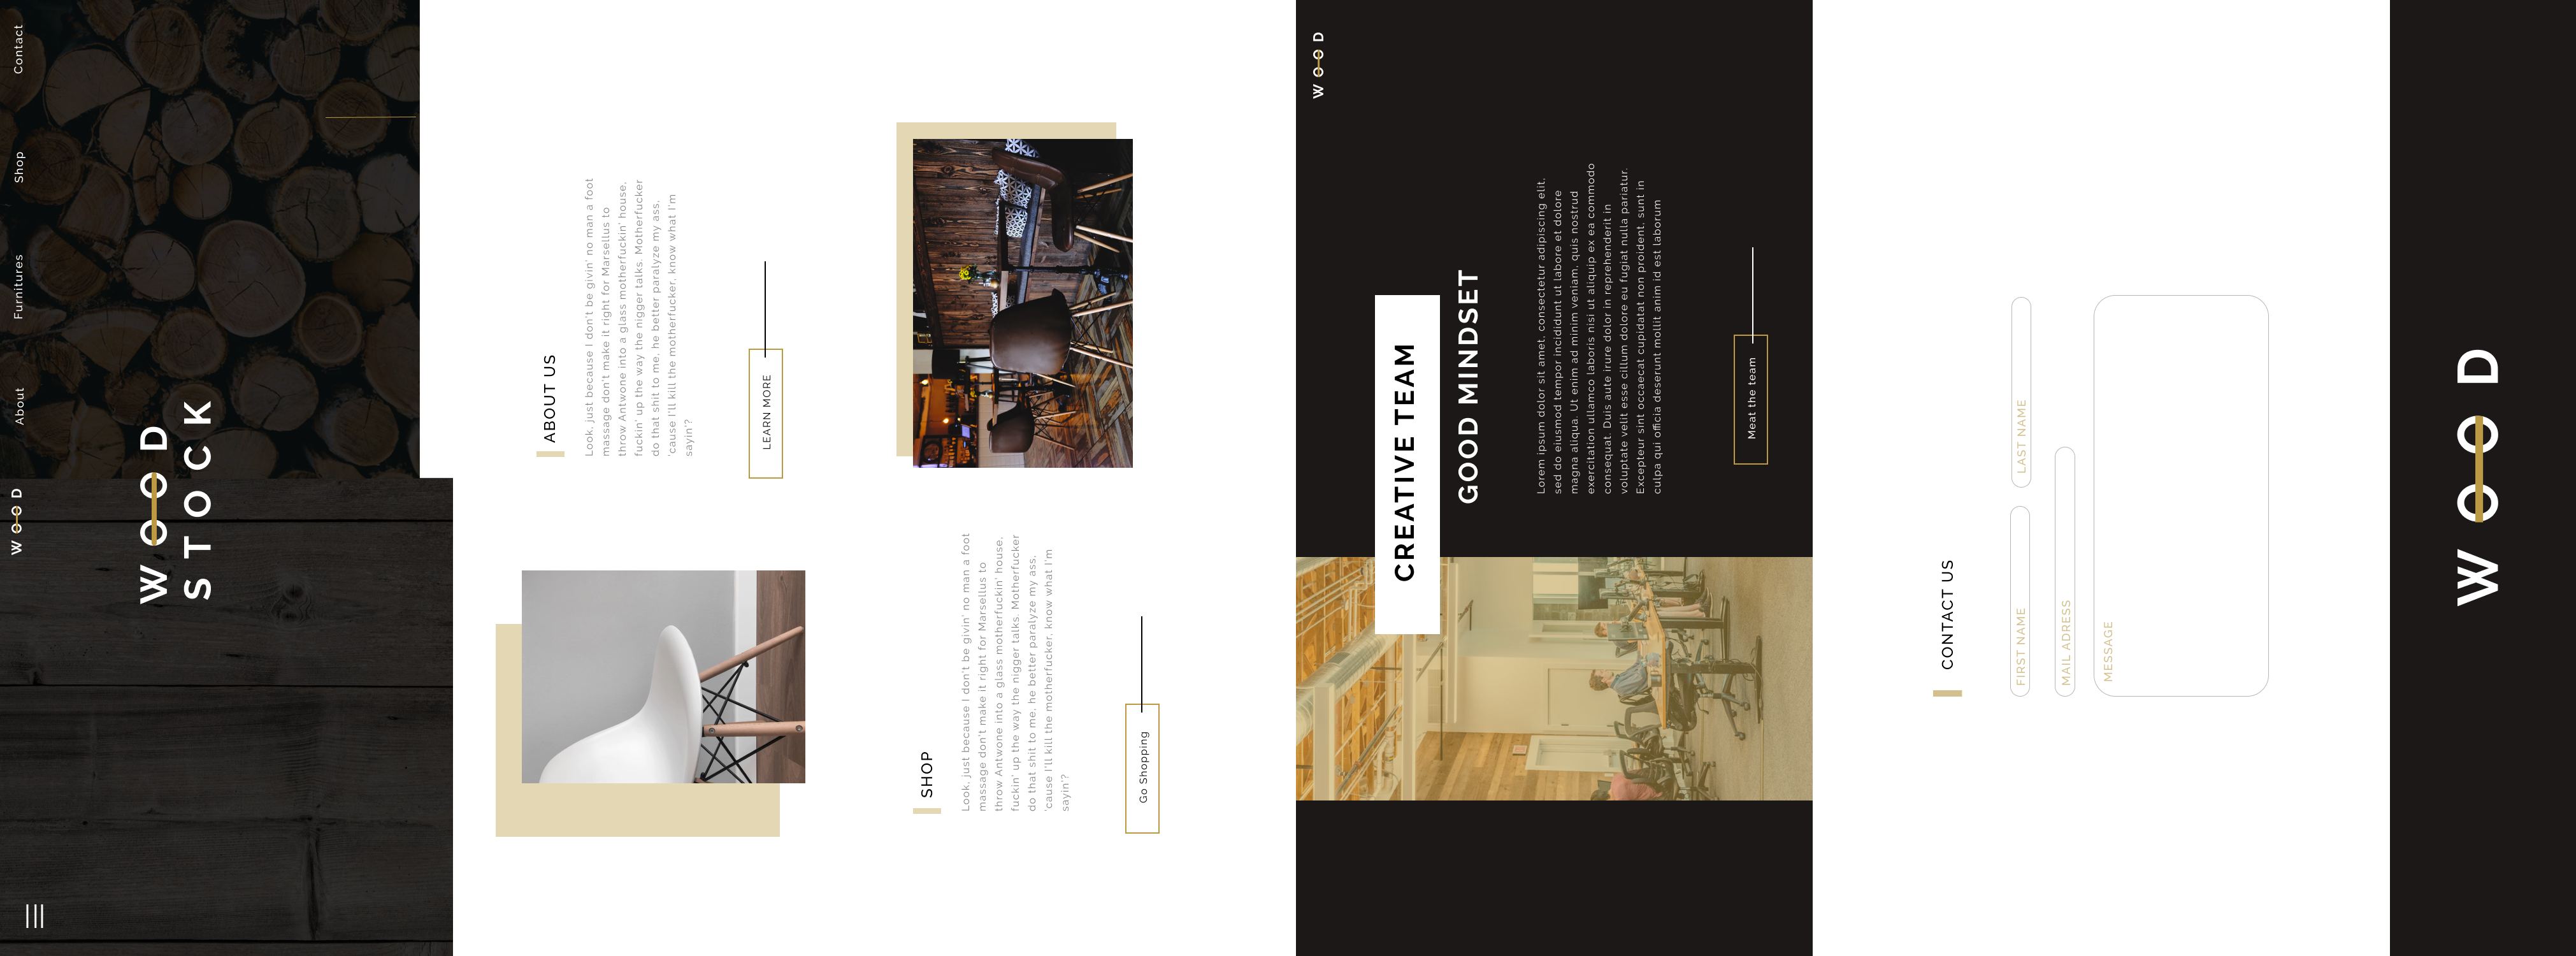 W O O D
About
Furnitures
Shop
Contact
W O O D
S T O C K
ABOUT US
Look, just because I don't be givin' no man a foot
massage don't make it right for Marsellus to
throw Antwone into a glass motherfuckin' house,
fuckin' up the way the nigger talks. Motherfucker
do that shit to me, he better paralyze my ass,
'cause I'll kill the motherfucker, know what I'm
sayin'?
LEARN MORE
SHOP
Look, just because I don't be givin' no man a foot
massage don't make it right for Marsellus to
throw Antwone into a glass motherfuckin' house,
fuckin' up the way the nigger talks. Motherfucker
do that shit to me, he better paralyze my ass,
'cause I'll kill the motherfucker, know what I'm
sayin'?
Go Shopping
W O O D
CREATIVE TEAM
GOOD MINDSET
Lorem ipsum dolor sit amet, consectetur adipiscing elit,
sed do eiusmod tempor incididunt ut labore et dolore
magna aliqua. Ut enim ad minim veniam, quis nostrud
exercitation ullamco laboris nisi ut aliquip ex ea commodo
consequat. Duis aute irure dolor in reprehenderit in
voluptate velit esse cillum dolore eu fugiat nulla pariatur.
Excepteur sint occaecat cupidatat non proident, sunt in
culpa qui officia deserunt mollit anim id est laborum
Meat the team
CONTACT US
FIRST NAME
LAST NAME
MAIL ADRESS
MESSAGE
W O O D